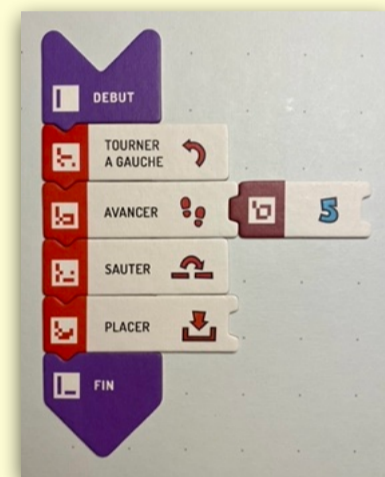 DEBUT
TOURNER
A GAUCHE
AVANCER
5
SAUTER
PLACER
FIN